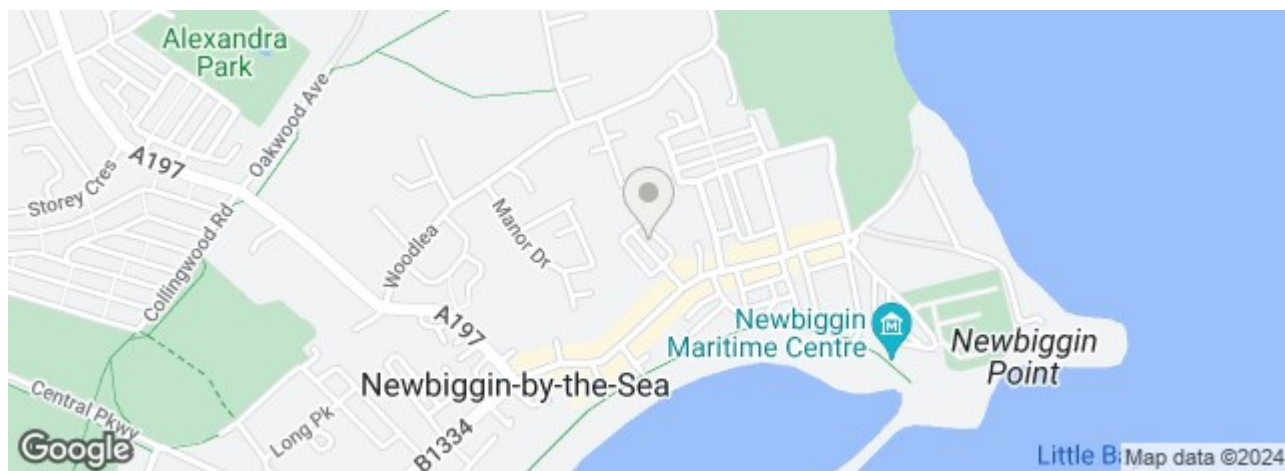 Alexandra
Park
Oakwood Ave
A197
Storey Cres
Collingwood Rd
Woodlea
Manor Dr
A197
Newbiggin
Maritime Centre
Newbiggin
Point
Newbiggin-by-the-Sea
Central Pkwy
Long Pk
B1334
Google
Little
Map data ©2024